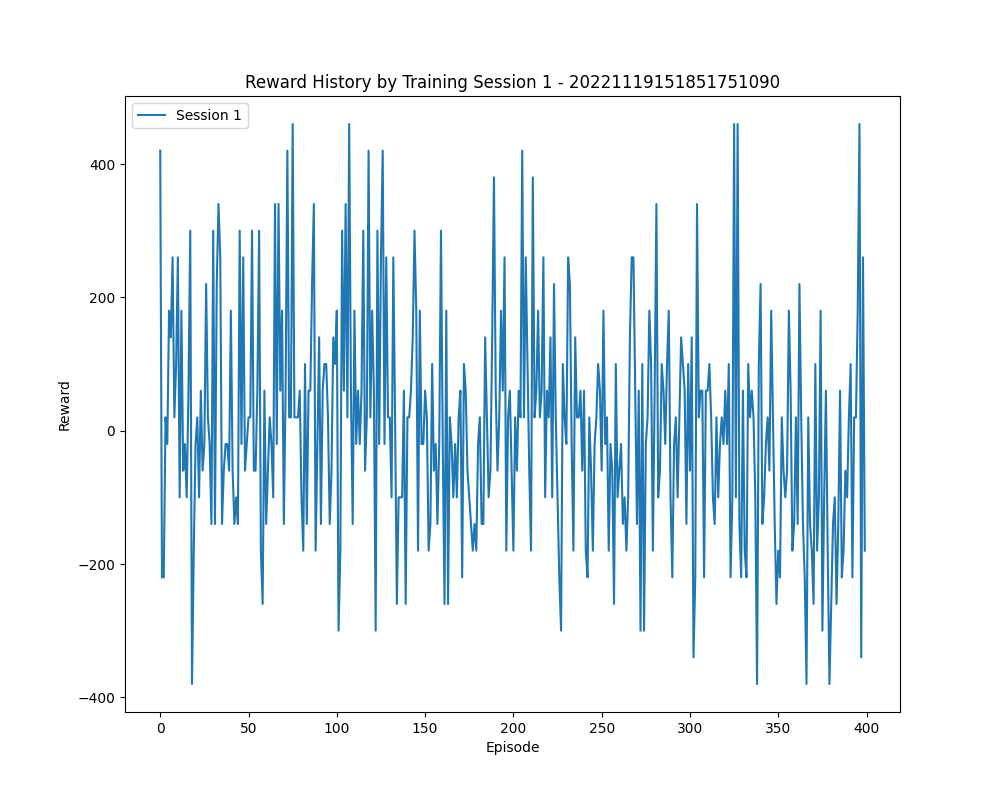 Reward History by Training Session 1 - 20221119151851751090
Session 1
400
200
0
−200
−400
Reward
0 50 100 150 200 250 300 350 400
Episode